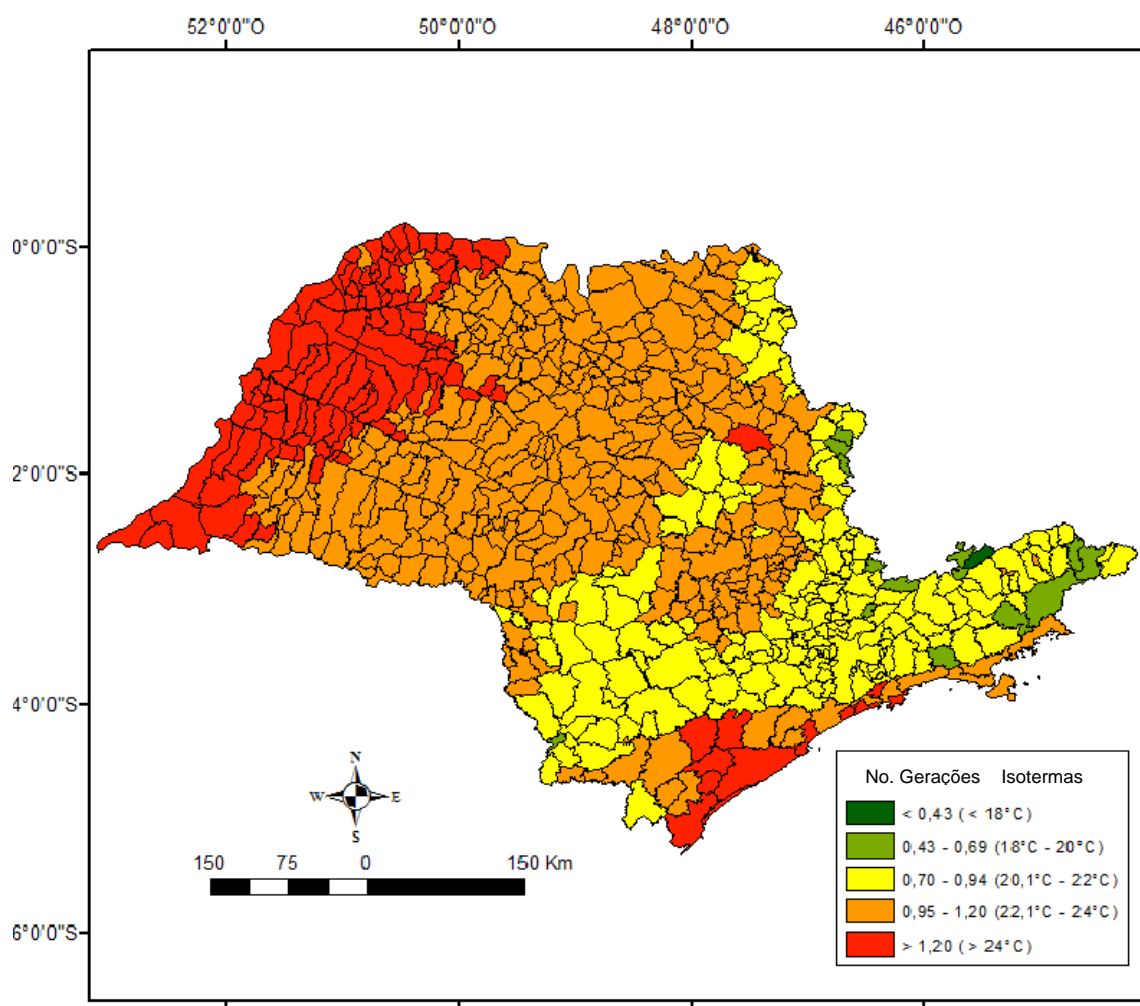 52°0'0"O 50°0'0"O 48°0'0"O 46°0'0"O
0°0'0"S
2°0'0"S
4°0'0"S
6°0'0"S
N
W E
S
150 75 0 150 Km
No. Gerações Isotermas
< 0,43 (< 18°C)
0,43 - 0,69 (18°C - 20°C)
0,70 - 0,94 (20,1°C - 22°C)
0,95 - 1,20 (22,1°C - 24°C)
> 1,20 (> 24°C)